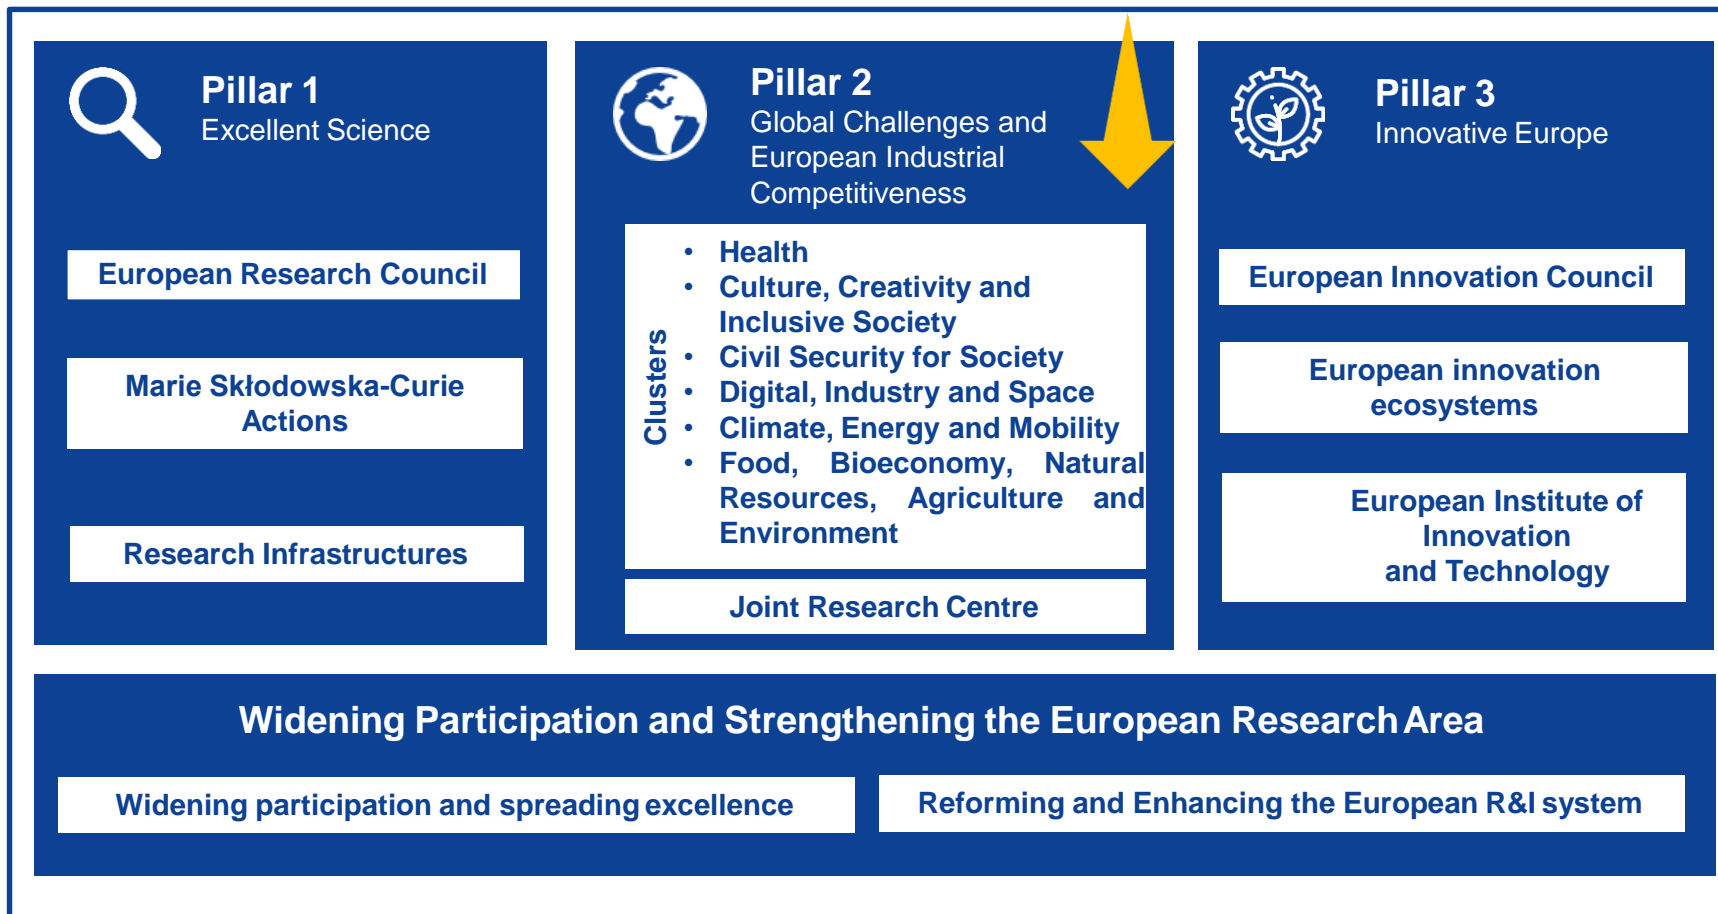 Pillar 1
Excellent Science
European Research Council
Marie Skłodowska-Curie
Actions
Research Infrastructures
Pillar 2
Global Challenges and
European Industrial
Competitiveness
Clusters
• Health
• Culture, Creativity and
Inclusive Society
• Civil Security for Society
• Digital, Industry and Space
• Climate, Energy and Mobility
• Food, Bioeconomy, Natural
Resources, Agriculture and
Environment
Joint Research Centre
Pillar 3
Innovative Europe
European Innovation Council
European innovation
ecosystems
European Institute of
Innovation
and Technology
Widening Participation and Strengthening the European Research Area
Widening participation and spreading excellence
Reforming and Enhancing the European R&I system